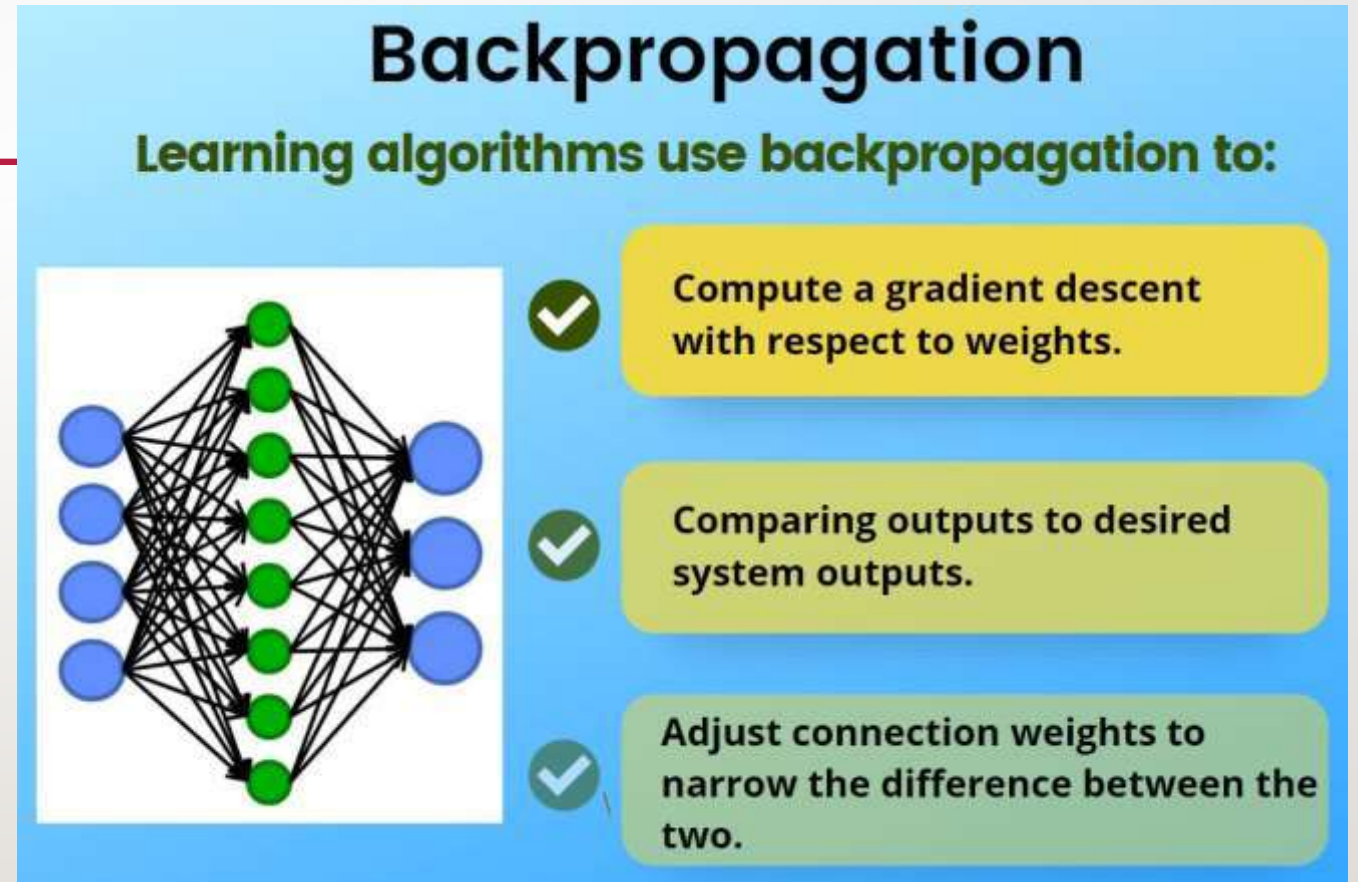 Backpropagation
Learning algorithms use backpropagation to:
Compute a gradient descent
with respect to weights.
Comparing outputs to desired
system outputs.
Adjust connection weights to
narrow the difference between the
two.